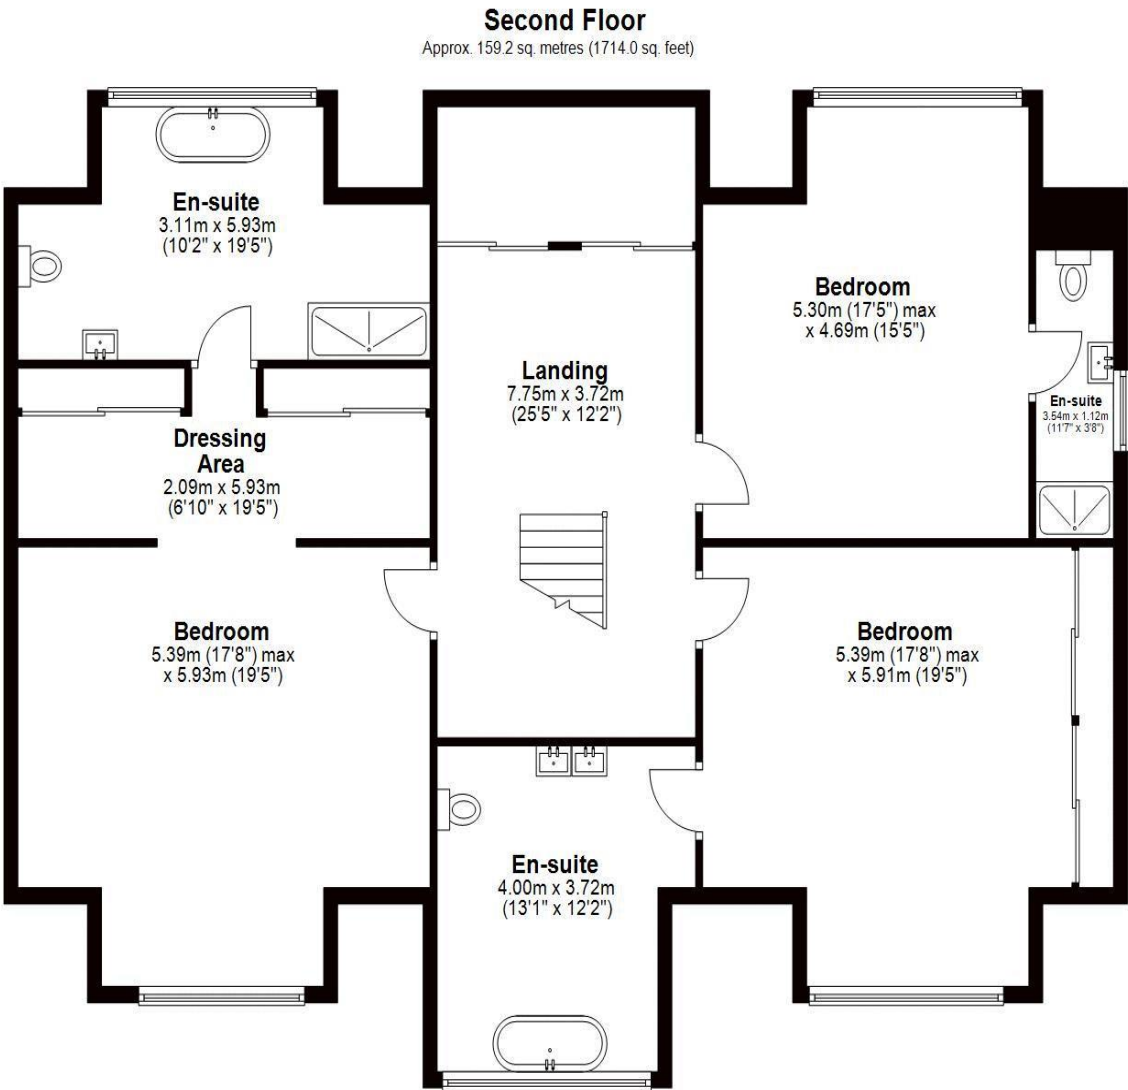 Second Floor
Approx. 159.2 sq. metres (1714.0 sq. feet)
En-suite
3.11m x 5.93m
(10'2" x 19'5")
Bedroom
5.30m (17'5") max
x 4.69m (15'5")
Landing
7.75m x 3.72m
(25'5" x 12'2")
En-suite
3.54m x 1.12m
(11'7" x 3'8")
Dressing
Area
2.09m x 5.93m
(6'10" x 19'5")
Bedroom
5.39m (17'8") max
x 5.93m (19'5")
Bedroom
5.39m (17'8") max
x 5.91m (19'5")
En-suite
4.00m x 3.72m
(13'1" x 12'2")